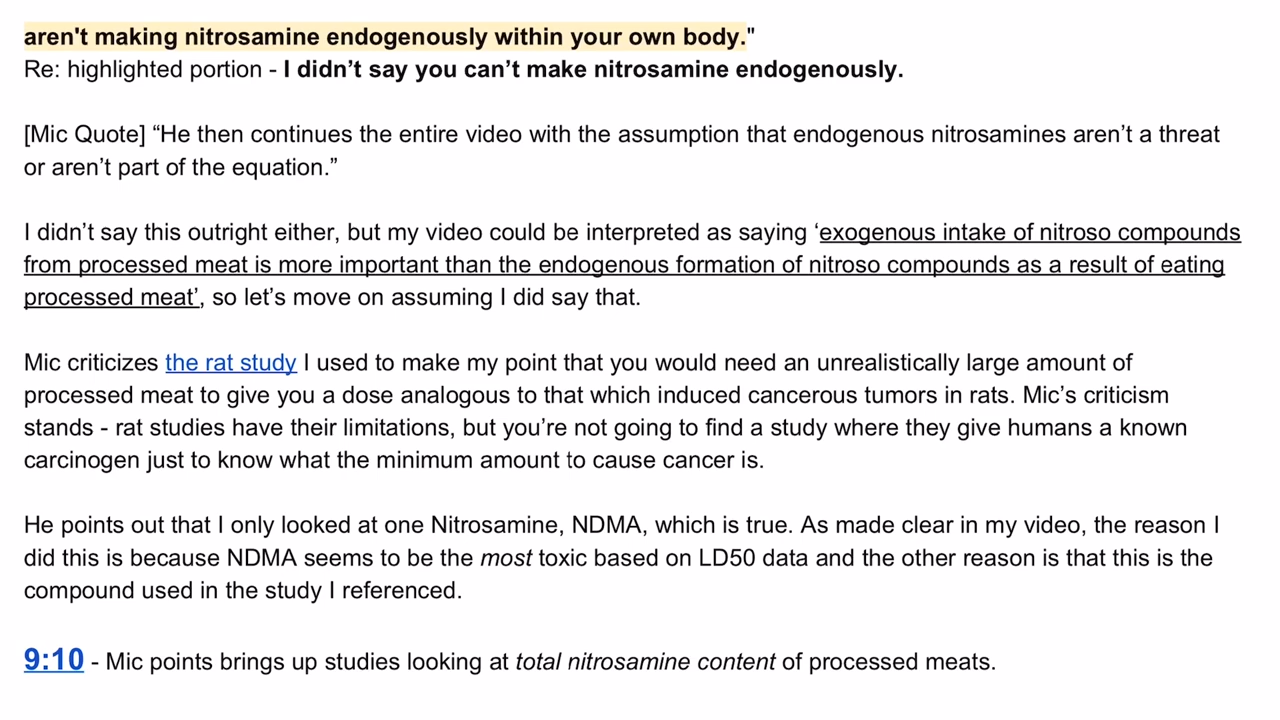 aren't making nitrosamine endogenously within your own body."
Re: highlighted portion - I didn’t say you can’t make nitrosamine endogenously.
[Mic Quote] “He then continues the entire video with the assumption that endogenous nitrosamines aren’t a threat
or aren’t part of the equation.”
I didn’t say this outright either, but my video could be interpreted as saying ‘exogenous intake of nitroso compounds
from processed meat is more important than the endogenous formation of nitroso compounds as a result of eating
processed meat’, so let’s move on assuming I did say that.
Mic criticizes the rat study I used to make my point that you would need an unrealistically large amount of
processed meat to give you a dose analogous to that which induced cancerous tumors in rats. Mic’s criticism
stands - rat studies have their limitations, but you’re not going to find a study where they give humans a known
carcinogen just to know what the minimum amount to cause cancer is.
He points out that I only looked at one Nitrosamine, NDMA, which is true. As made clear in my video, the reason I
did this is because NDMA seems to be the most toxic based on LD50 data and the other reason is that this is the
compound used in the study I referenced.
9:10 - Mic points brings up studies looking at total nitrosamine content of processed meats.